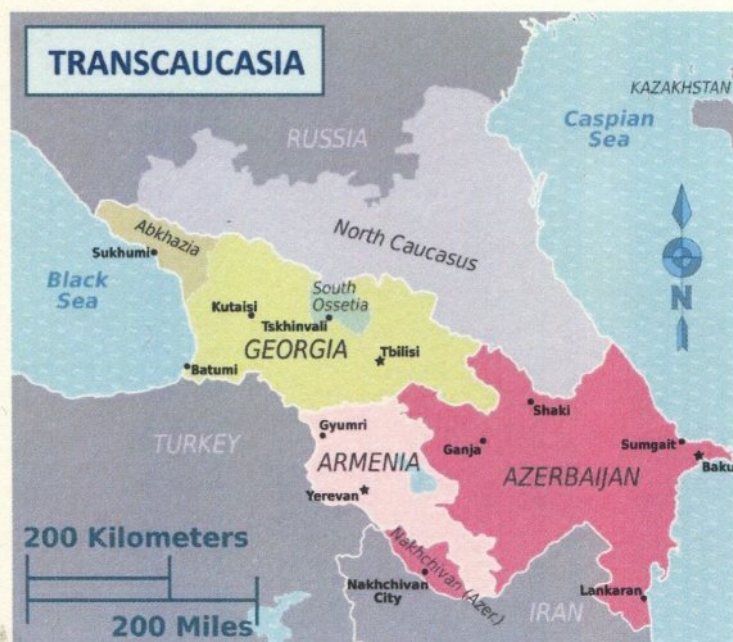 TRANSCAUCASIA
KAZAKHSTAN
Caspian
Sea
RUSSIA
North Caucasus
Abkhazia
Sukhumi
Black
Sea
South
Ossetia
Kutaisi
Tskhinvali
GEORGIA
Tbilisi
Batumi
N
Shaki
Gyumri
TURKEY
ARMENIA
Ganja
Sumgait
Baku
AZERBAIJAN
Yerevan
Nakhchivan (Azer.)
Nakhchivan
City
Lankaran
IRAN
200 Kilometers
200 Miles